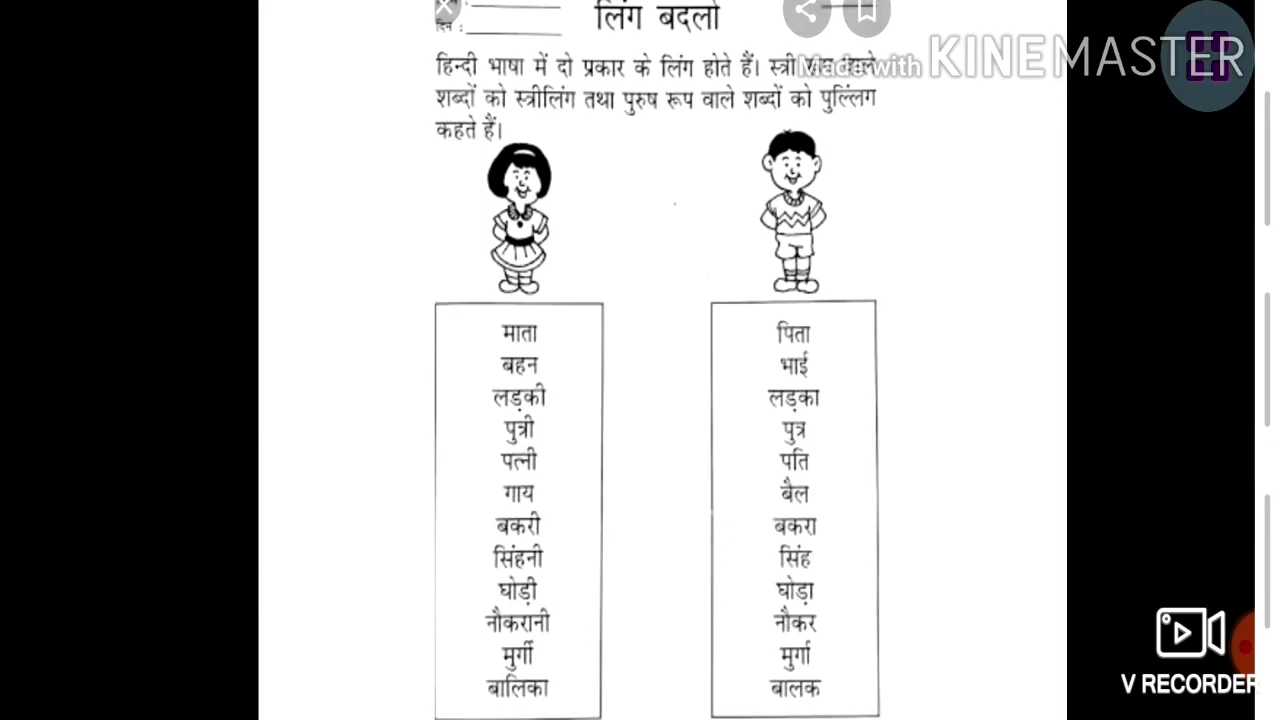 लिंग बदलो
दिन :
Made with KINEMASTER
हिन्दी भाषा में दो प्रकार के लिंग होते हैं। स्त्री
शब्दों को स्त्रीलिंग तथा पुरुष रूप वाले शब्दों को पुल्लिंग
कहते हैं।
माता पिता
बहन भाई
लड़की लड़का
पुत्री पुत्र
पत्नी पति
गाय बैल
बकरी बकरा
सिंहनी सिंह
घोड़ी घोड़ा
नौकरानी नौकर
मुर्गी मुर्गा
बालिका बालक
V RECORDER